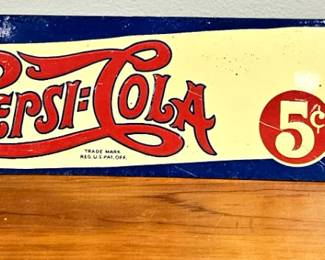 PEPSI=COLA
TRADE MARK
REG. U.S. PAT. OFF.
5¢